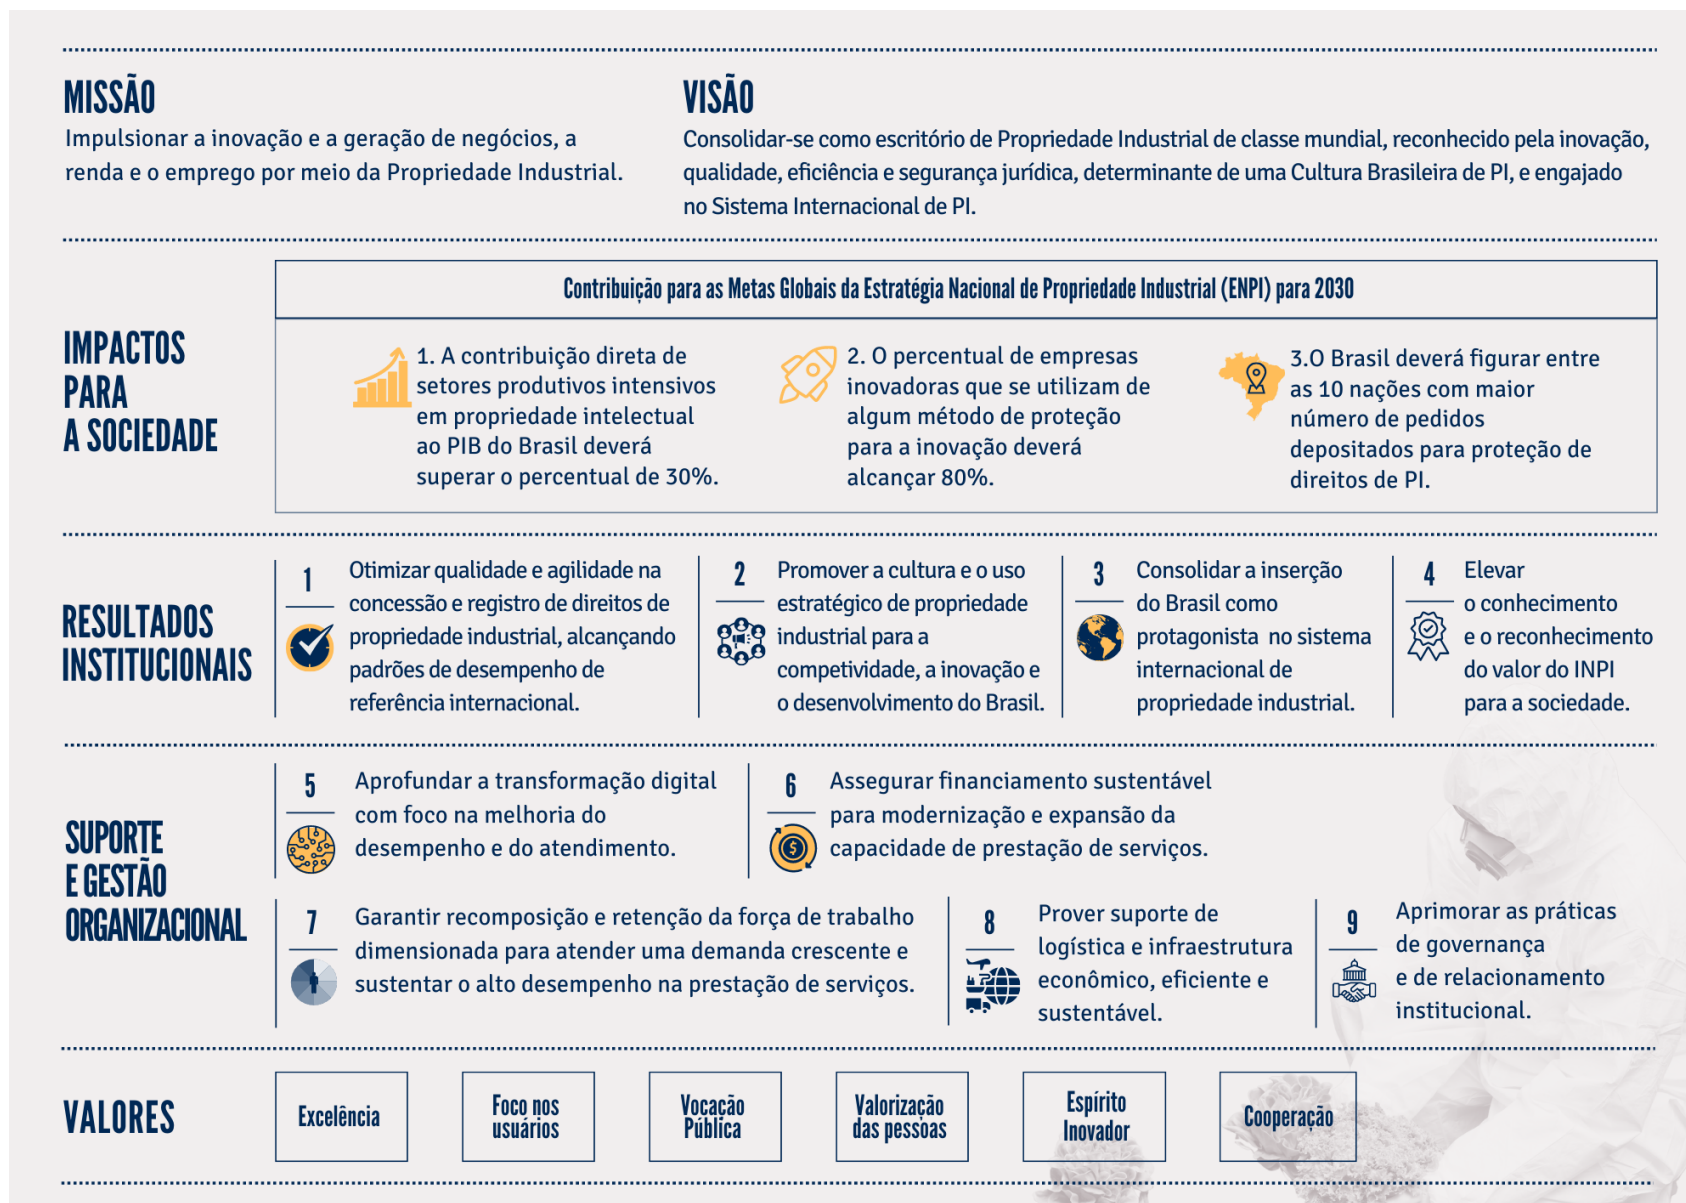 MISSÃO
Impulsionar a inovação e a geração de negócios, a
renda e o emprego por meio da Propriedade Industrial.
VISÃO
Consolidar-se como escritório de Propriedade Industrial de classe mundial, reconhecido pela inovação,
qualidade, eficiência e segurança jurídica, determinante de uma Cultura Brasileira de PI, e engajado
no Sistema Internacional de PI.
IMPACTOS
PARA
A SOCIEDADE
Contribuição para as Metas Globais da Estratégia Nacional de Propriedade Industrial (ENPI) para 2030
1. A contribuição direta de
setores produtivos intensivos
em propriedade intelectual
ao PIB do Brasil deverá
superar o percentual de 30%.
2. O percentual de empresas
inovadoras que se utilizam de
algum método de proteção
para a inovação deverá
alcançar 80%.
3.O Brasil deverá figurar entre
as 10 nações com maior
número de pedidos
depositados para proteção de
direitos de PI.
RESULTADOS
INSTITUCIONAIS
1
Otimizar qualidade e agilidade na
concessão e registro de direitos de
propriedade industrial, alcançando
padrões de desempenho de
referência internacional.
2
Promover a cultura e o uso
estratégico de propriedade
industrial para a
competividade, a inovação e
o desenvolvimento do Brasil.
3
Consolidar a inserção
do Brasil como
protagonista no sistema
internacional de
propriedade industrial.
4
Elevar
o conhecimento
e o reconhecimento
do valor do INPI
para a sociedade.
SUPORTE
E GESTÃO
ORGANIZACIONAL
5
Aprofundar a transformação digital
com foco na melhoria do
desempenho e do atendimento.
6
$
Assegurar financiamento sustentável
para modernização e expansão da
capacidade de prestação de serviços.
7
Garantir recomposição e retenção da força de trabalho
dimensionada para atender uma demanda crescente e
sustentar o alto desempenho na prestação de serviços.
8
Prover suporte de
logística e infraestrutura
econômico, eficiente e
sustentável.
9
Aprimorar as práticas
de governança
e de relacionamento
institucional.
VALORES
Excelência
Foco nos
usuários
Vocação
Pública
Valorização
das pessoas
Espírito
Inovador
Cooperação